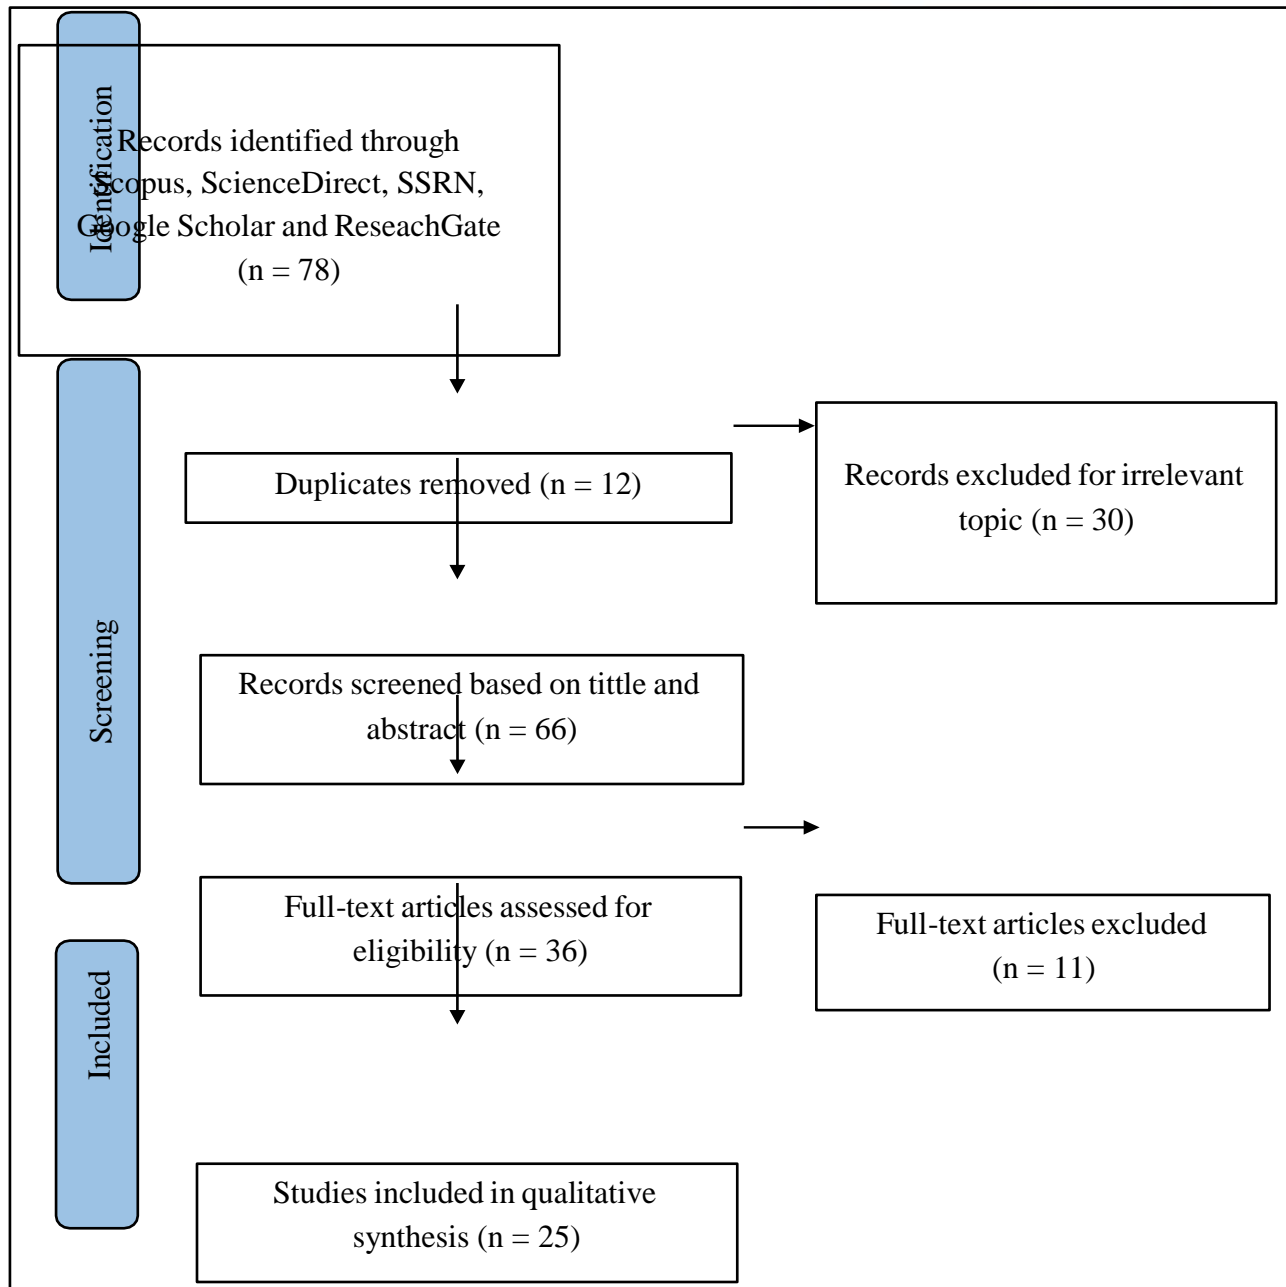 Identification
Records identified through
Scopus, ScienceDirect, SSRN,
Google Scholar and ReseachGate
(n = 78)
Screening
Duplicates removed (n = 12)
Records excluded for irrelevant
topic (n = 30)
Records screened based on tittle and
abstract (n = 66)
Full-text articles assessed for
eligibility (n = 36)
Full-text articles excluded
(n = 11)
Included
Studies included in qualitative
synthesis (n = 25)